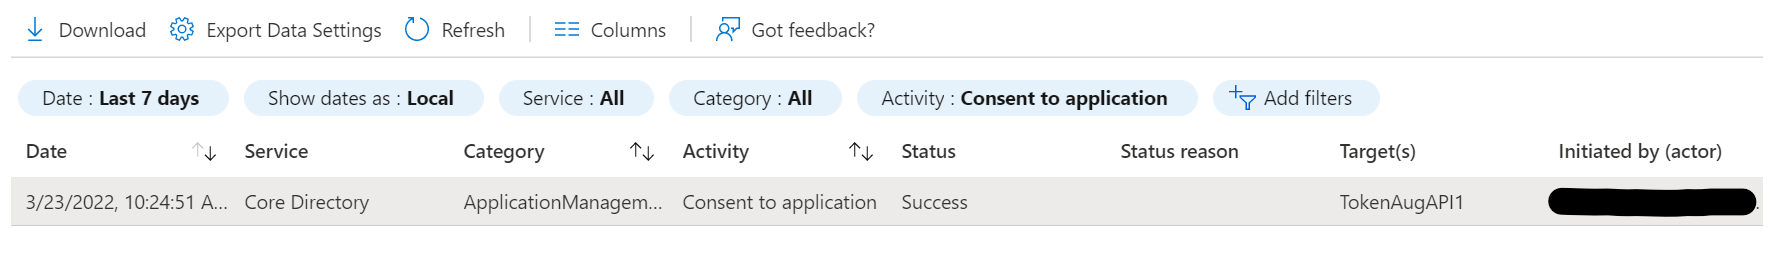 Download Export Data Settings Refresh Columns Got feedback?
Date : Last 7 days Show dates as : Local Service : All Category : All Activity : Consent to application Add filters
Date Service Category Activity Status Status reason Target(s) Initiated by (actor)
3/23/2022, 10:24:51 A... Core Directory ApplicationManagem... Consent to application Success TokenAugAPI1